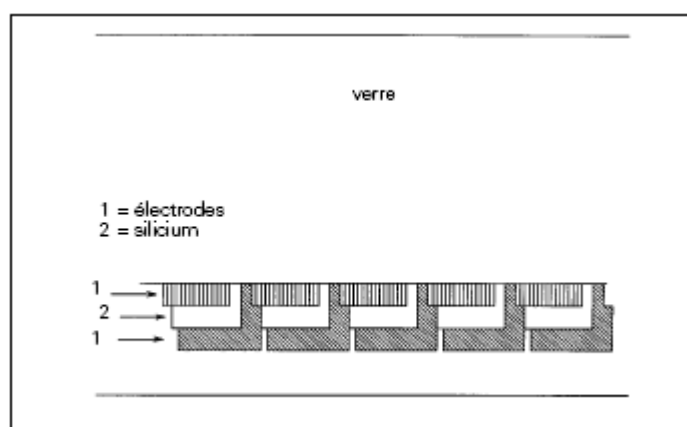 verre
1 = électrodes
2 = silicium
1
2
1